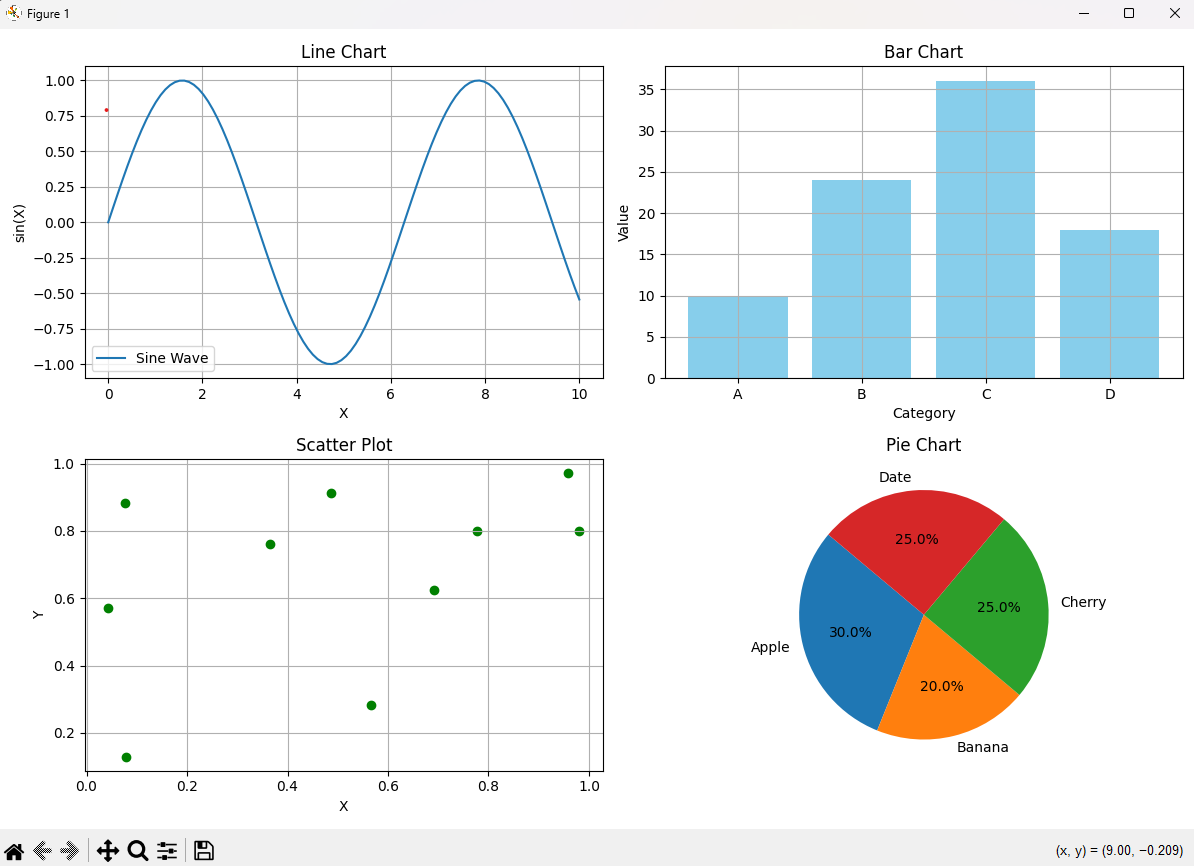 Figure 1
Line Chart
1.00
0.75
0.50
0.25
0.00
−0.25
−0.50
−0.75
−1.00
sin(X)
Sine Wave
0 2 4 6 8 10
X
Bar Chart
35
30
25
20
15
10
5
0
Value
A B C D
Category
Scatter Plot
1.0
0.8
0.6
0.4
0.2
Y
0.0 0.2 0.4 0.6 0.8 1.0
X
Pie Chart
Date
25.0%
Cherry
25.0%
Apple
30.0%
20.0%
Banana
(x, y) = (9.00, −0.209)